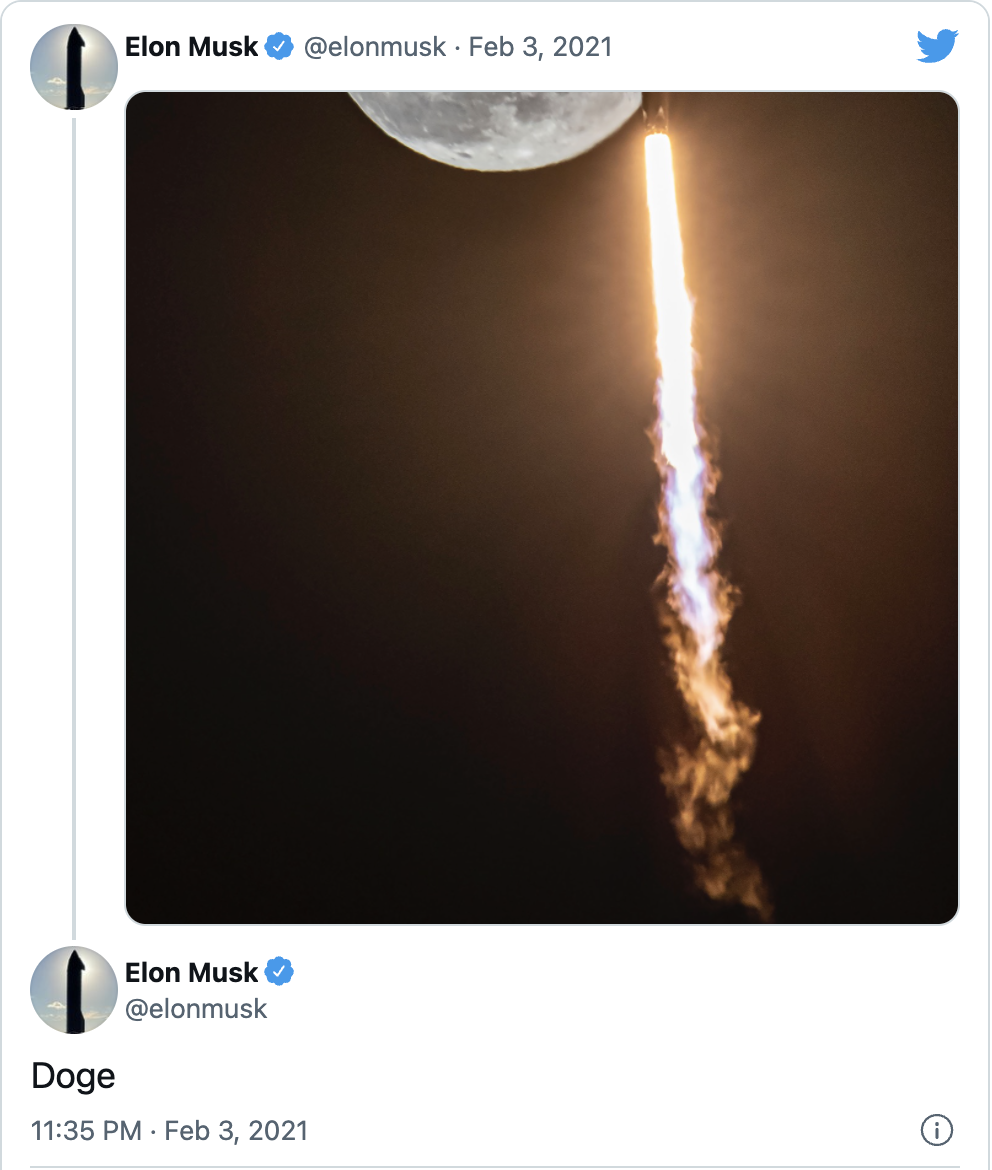 Elon Musk @elonmusk · Feb 3, 2021
Elon Musk
@elonmusk
Doge
11:35 PM · Feb 3, 2021